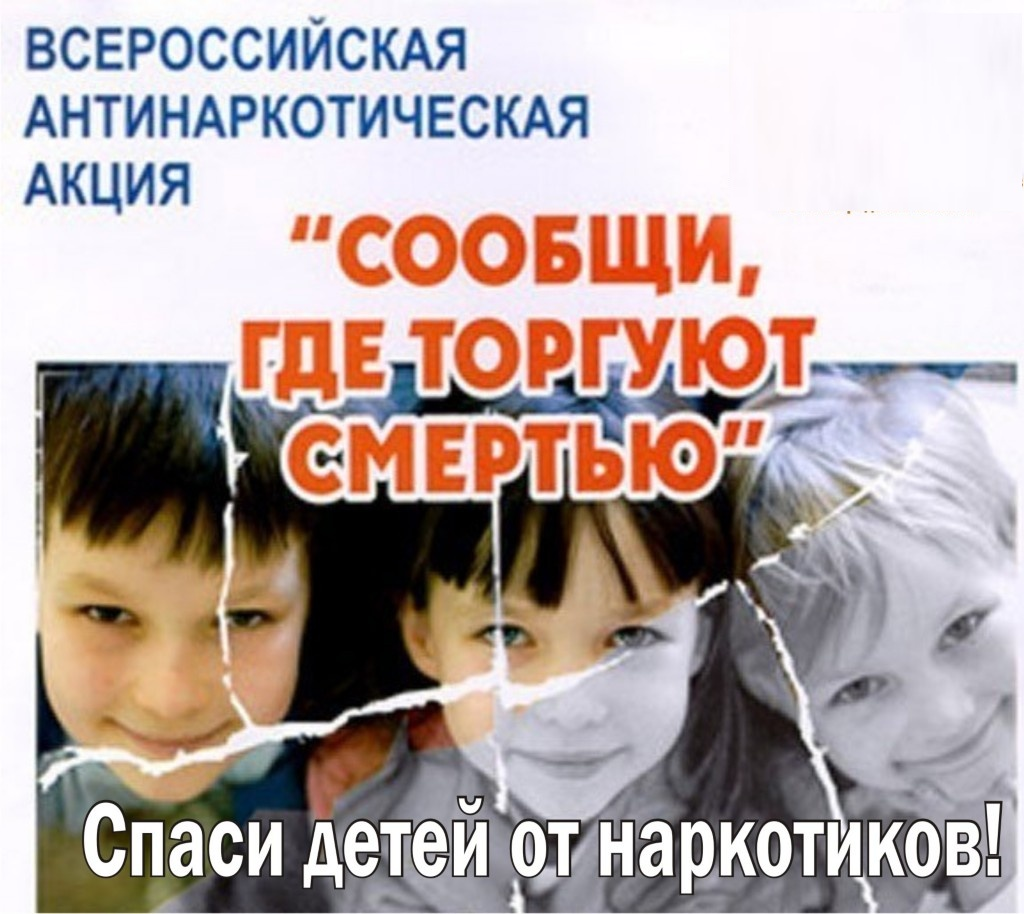 ВСЕРОССИЙСКАЯ
АНТИНАРКОТИЧЕСКАЯ
АКЦИЯ
"СООБЩИ,
ГДЕ ТОРГУЮТ
СМЕРТЬЮ"
Спаси детей от наркотиков!